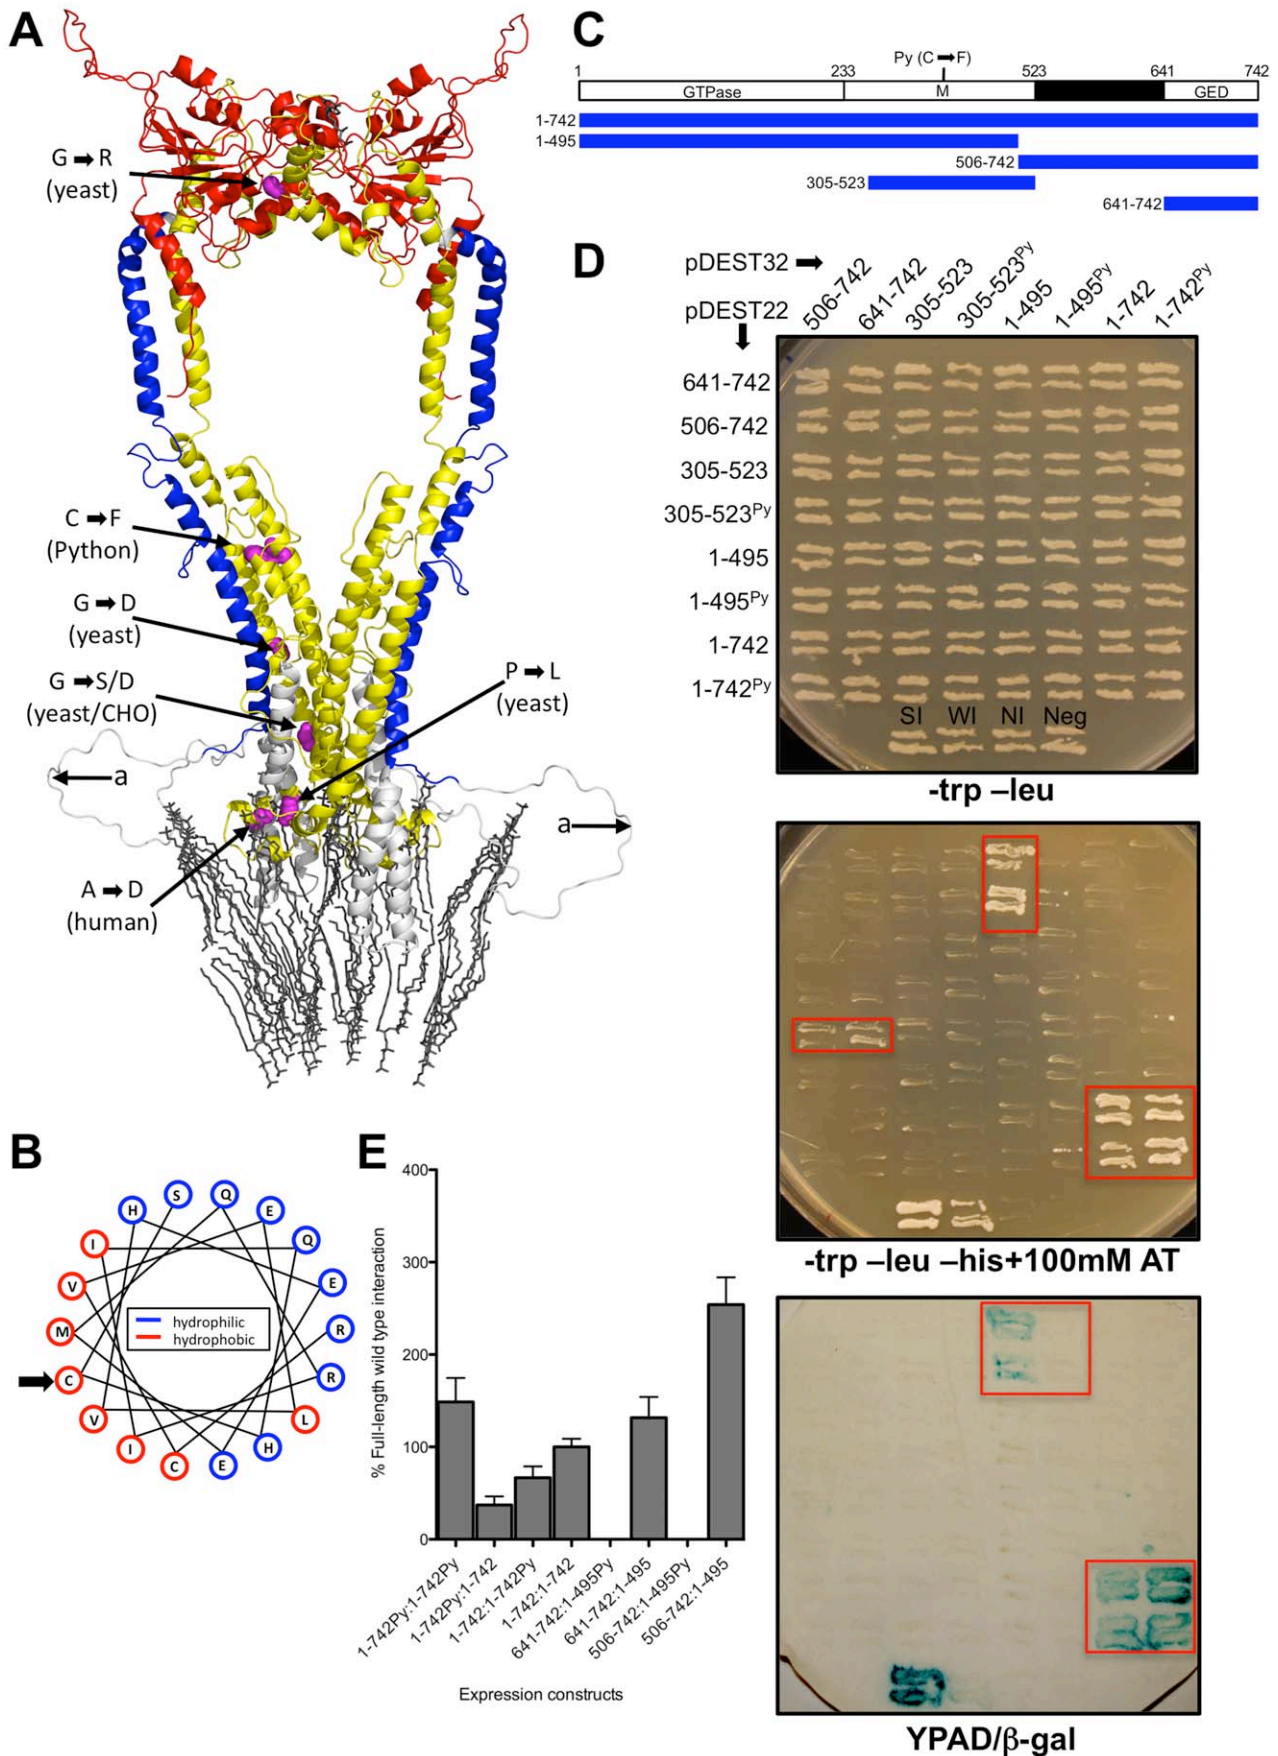 A
G ➡ R
(yeast)
C ➡ F
(Python)
G ➡ D
(yeast)
G ➡ S/D
(yeast/CHO)
P ➡ L
(yeast)
a
a
A ➡ D
(human)
B
H S Q E Q E R R L H E C I V C M V I
hydrophilic
hydrophobic
C
Py (C ➡ F)
1 233 523 641 742
GTPase M GED
1-742
1-495
506-742
305-523
641-742
D
pDEST32 ➡
pDEST22
506-742 641-742 305-523 305-523Py 1-495 1-495Py 1-742 1-742Py
641-742
506-742
305-523
305-523Py
1-495
1-495Py
1-742
1-742Py
SI WI NI Neg
-trp –leu
-trp –leu –his+100mM AT
YPAD/β-gal
E
% Full-length wild type interaction
400
300
200
100
0
1-742Py:1-742Py
1-742Py:1-742
1-742:1-742Py
1-742:1-742
641-742:1-495Py
641-742:1-495
506-742:1-495Py
506-742:1-495
Expression constructs